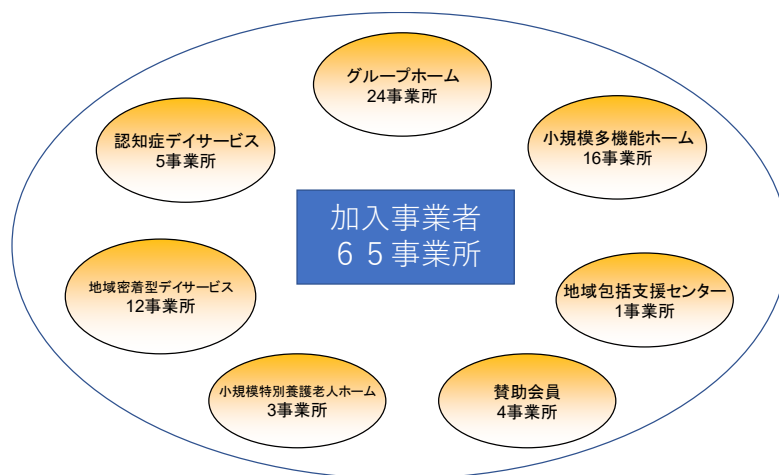 グループホーム
24事業所
認知症デイサービス
5事業所
小規模多機能ホーム
16事業所
加入事業者
６５事業所
地域密着型デイサービス
12事業所
地域包括支援センター
1事業所
小規模特別養護老人ホーム
3事業所
賛助会員
4事業所